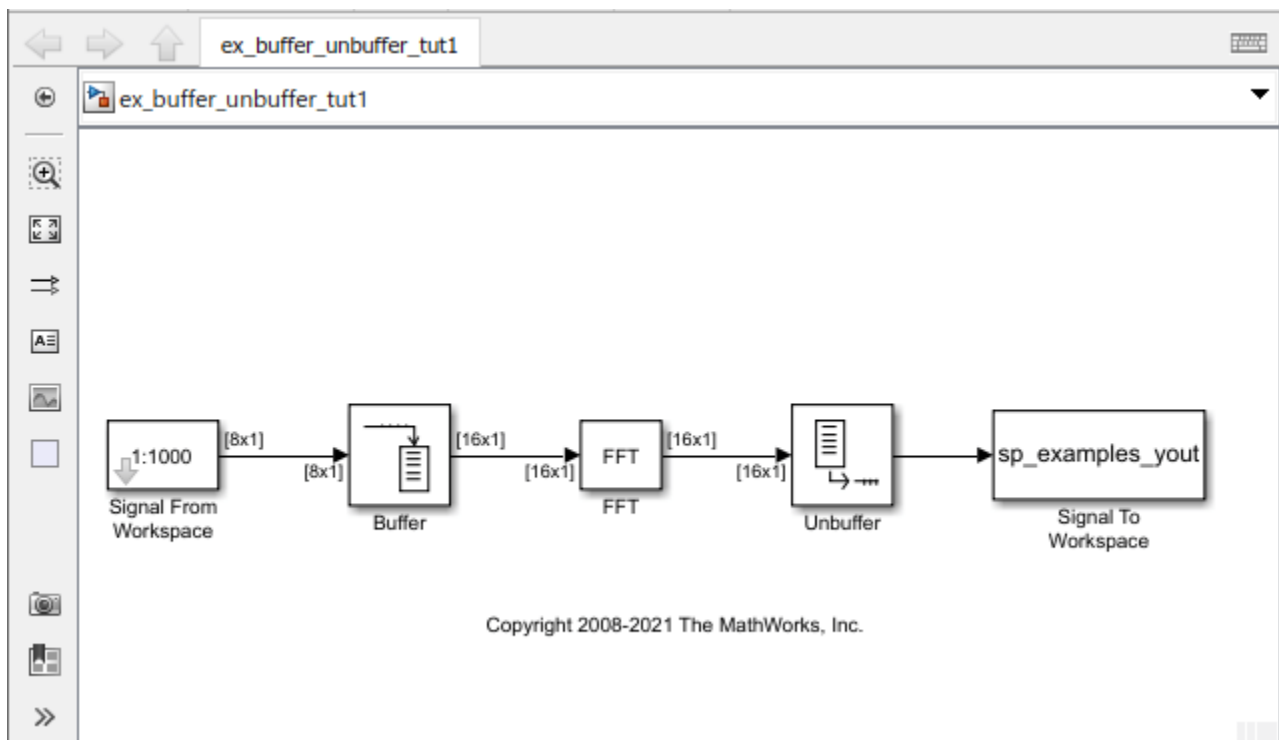 ex_buffer_unbuffer_tut1
ex_buffer_unbuffer_tut1
1:1000
[8x1]
[8x1]
[16x1]
[16x1]
FFT
[16x1]
[16x1]
sp_examples_yout
Signal From
Workspace
Buffer
FFT
Unbuffer
Signal To
Workspace
Copyright 2008-2021 The MathWorks, Inc.
A